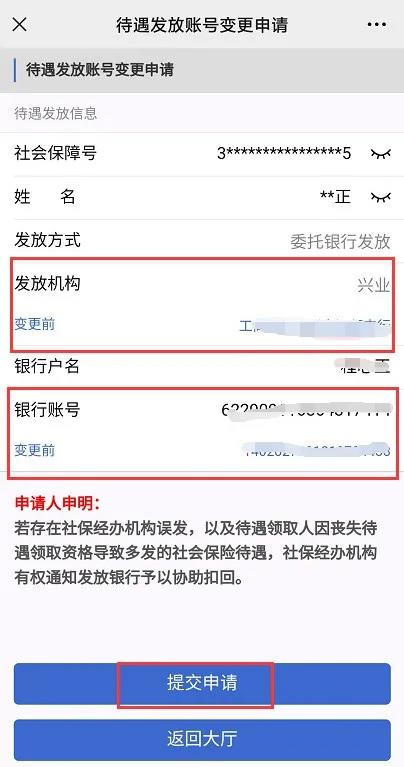 待遇发放账号变更申请
待遇发放账号变更申请
待遇发放信息
社会保障号 3****************5
姓 名 **正
发放方式 委托银行发放
发放机构 兴业
变更前
银行户名
银行账号
变更前
申请人申明：
若存在社保经办机构误发，以及待遇领取人因丧失待
遇领取资格导致多发的社会保险待遇，社保经办机构
有权通知发放银行予以协助扣回。
提交申请
返回大厅